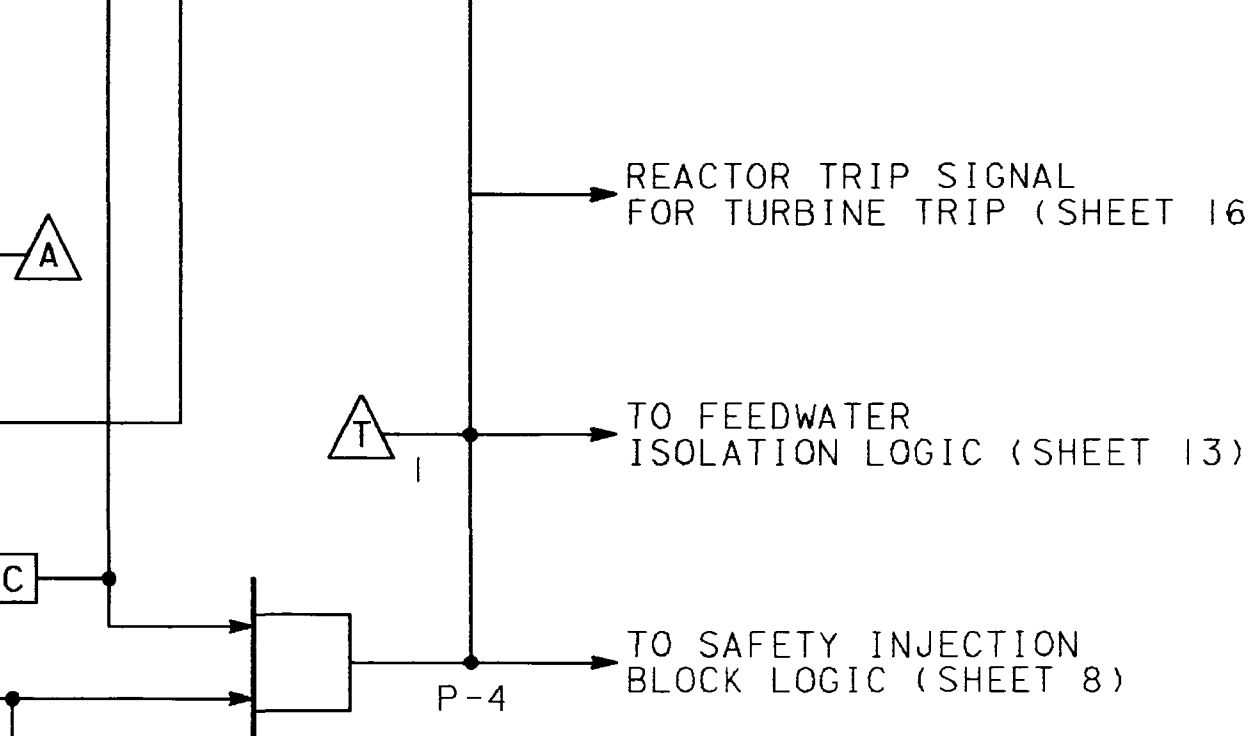 REACTOR TRIP SIGNAL
FOR TURBINE TRIP (SHEET 16
A
TO FEEDWATER
ISOLATION LOGIC (SHEET 13)
T
1
C
TO SAFETY INJECTION
BLOCK LOGIC (SHEET 8)
P-4